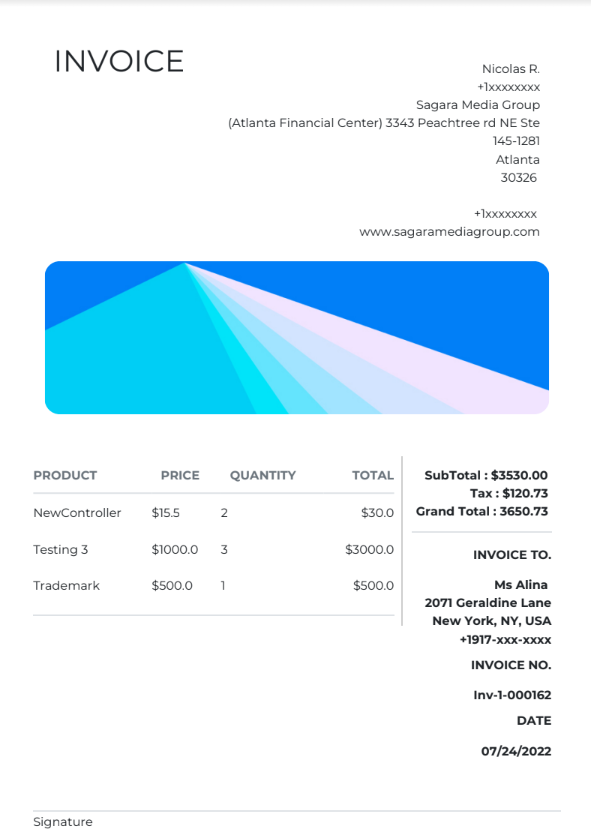 INVOICE
Nicolas R.
+1xxxxxxxx
Sagara Media Group
(Atlanta Financial Center) 3343 Peachtree rd NE Ste
145-1281
Atlanta
30326
+1xxxxxxxx
www.sagaramediagroup.com
PRODUCT PRICE QUANTITY TOTAL
NewController $15.5 2 $30.0
Testing 3 $1000.0 3 $3000.0
Trademark $500.0 1 $500.0
SubTotal : $3530.00
Tax : $120.73
Grand Total : 3650.73
INVOICE TO.
Ms Alina
2071 Geraldine Lane
New York, NY, USA
+1917-xxx-xxxx
INVOICE NO.
Inv-1-000162
DATE
07/24/2022
Signature